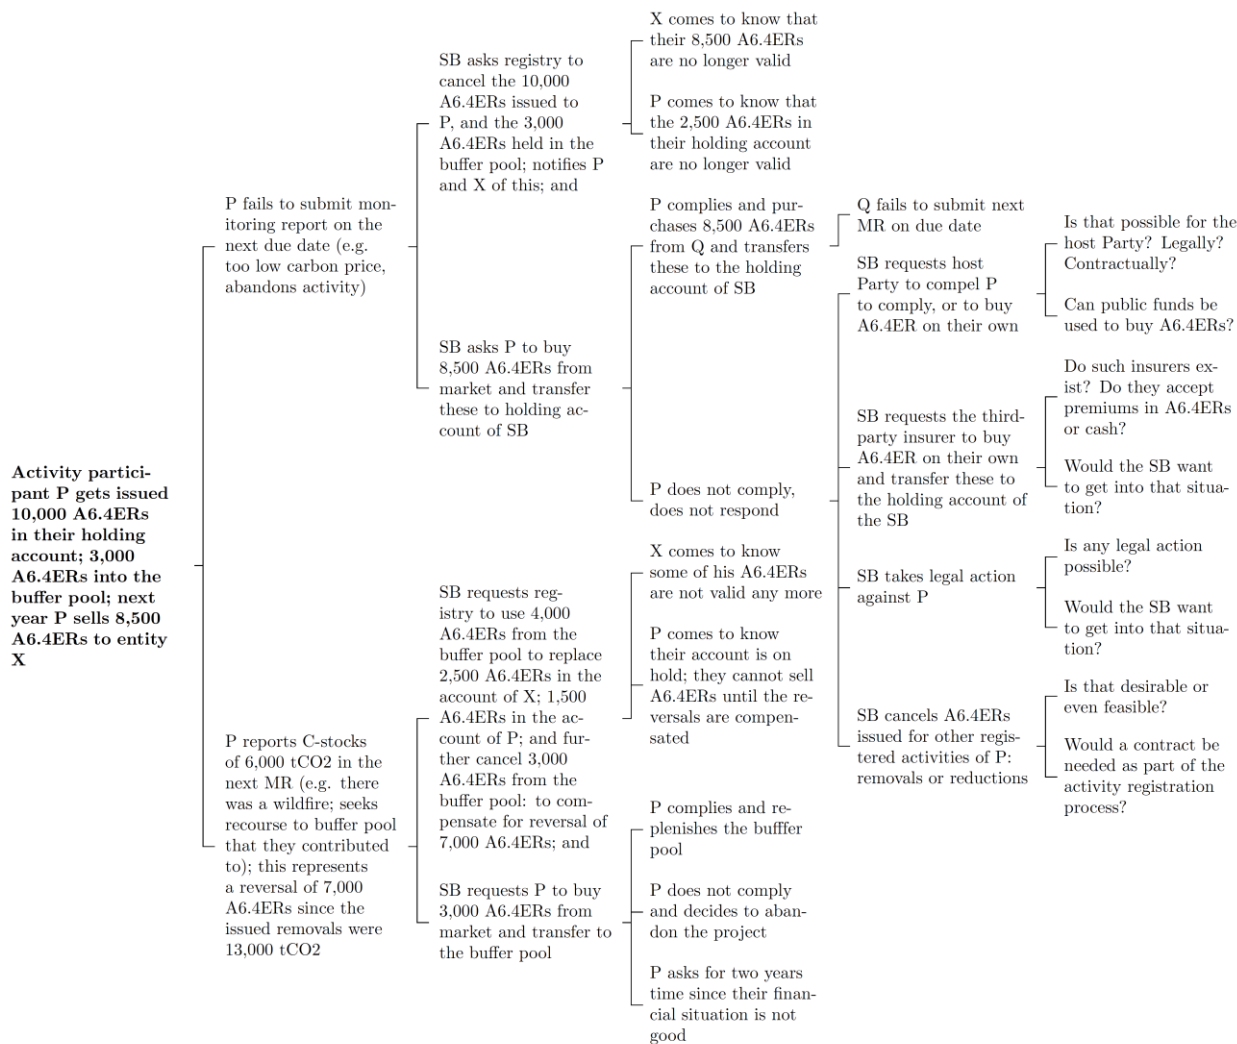 Activity partici-
pant P gets issued
10,000 A6.4ERs
in their holding
account; 3,000
A6.4ERs into the
buffer pool; next
year P sells 8,500
A6.4ERs to entity
X
P fails to submit mon-
itoring report on the
next due date (e.g.
too low carbon price,
abandons activity)
SB asks registry to
cancel the 10,000
A6.4ERs issued to
P, and the 3,000
A6.4ERs held in the
buffer pool; notifies P
and X of this; and
X comes to know that
their 8,500 A6.4ERs
are no longer valid
P comes to know that
the 2,500 A6.4ERs in
their holding account
are no longer valid
SB asks P to buy
8,500 A6.4ERs from
market and transfer
these to holding ac-
count of SB
P complies and pur-
chases 8,500 A6.4ERs
from Q and transfers
these to the holding
account of SB
Q fails to submit next
MR on due date
P does not comply,
does not respond
SB requests host
Party to compel P
to comply, or to buy
A6.4ER on their own
Is that possible for the
host Party? Legally?
Contractually?
Can public funds be
used to buy A6.4ERs?
SB requests the third-
party insurer to buy
A6.4ER on their own
and transfer these to
the holding account of
the SB
Do such insurers ex-
ist? Do they accept
premiums in A6.4ERs
or cash?
Would the SB want
to get into that situa-
tion?
SB takes legal action
against P
Is any legal action
possible?
Would the SB want
to get into that situa-
tion?
SB cancels A6.4ERs
issued for other regis-
tered activities of P:
removals or reductions
Is that desirable or
even feasible?
Would a contract be
needed as part of the
activity registration
process?
P reports C-stocks
of 6,000 tCO2 in the
next MR (e.g. there
was a wildfire; seeks
recourse to buffer pool
that they contributed
to); this represents
a reversal of 7,000
A6.4ERs since the
issued removals were
13,000 tCO2
SB requests reg-
istry to use 4,000
A6.4ERs from the
buffer pool to replace
2,500 A6.4ERs in the
account of X; 1,500
A6.4ERs in the ac-
count of P; and fur-
ther cancel 3,000
A6.4ERs from the
buffer pool: to com-
pensate for reversal of
7,000 A6.4ERs; and
X comes to know
some of his A6.4ERs
are not valid any more
P comes to know
their account is on
hold; they cannot sell
A6.4ERs until the re-
versals are compen-
sated
SB requests P to buy
3,000 A6.4ERs from
market and transfer to
the buffer pool
P complies and re-
plenishes the bufffer
pool
P does not comply
and decides to aban-
don the project
P asks for two years
time since their finan-
cial situation is not
good